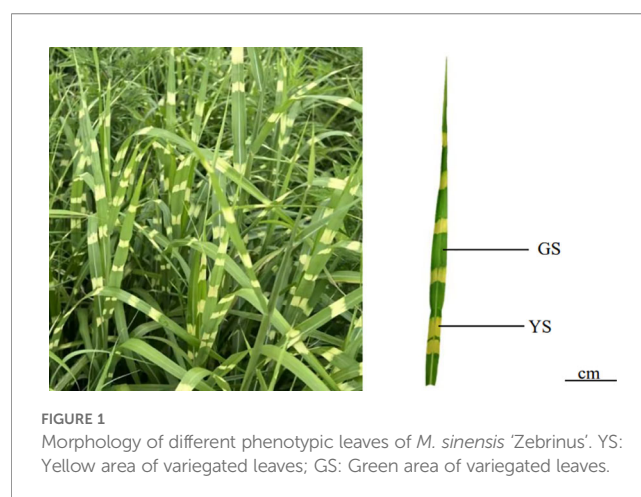 GS
YS
cm
FIGURE 1
Morphology of different phenotypic leaves of M. sinensis ‘Zebrinus’. YS:
Yellow area of variegated leaves; GS: Green area of variegated leaves.